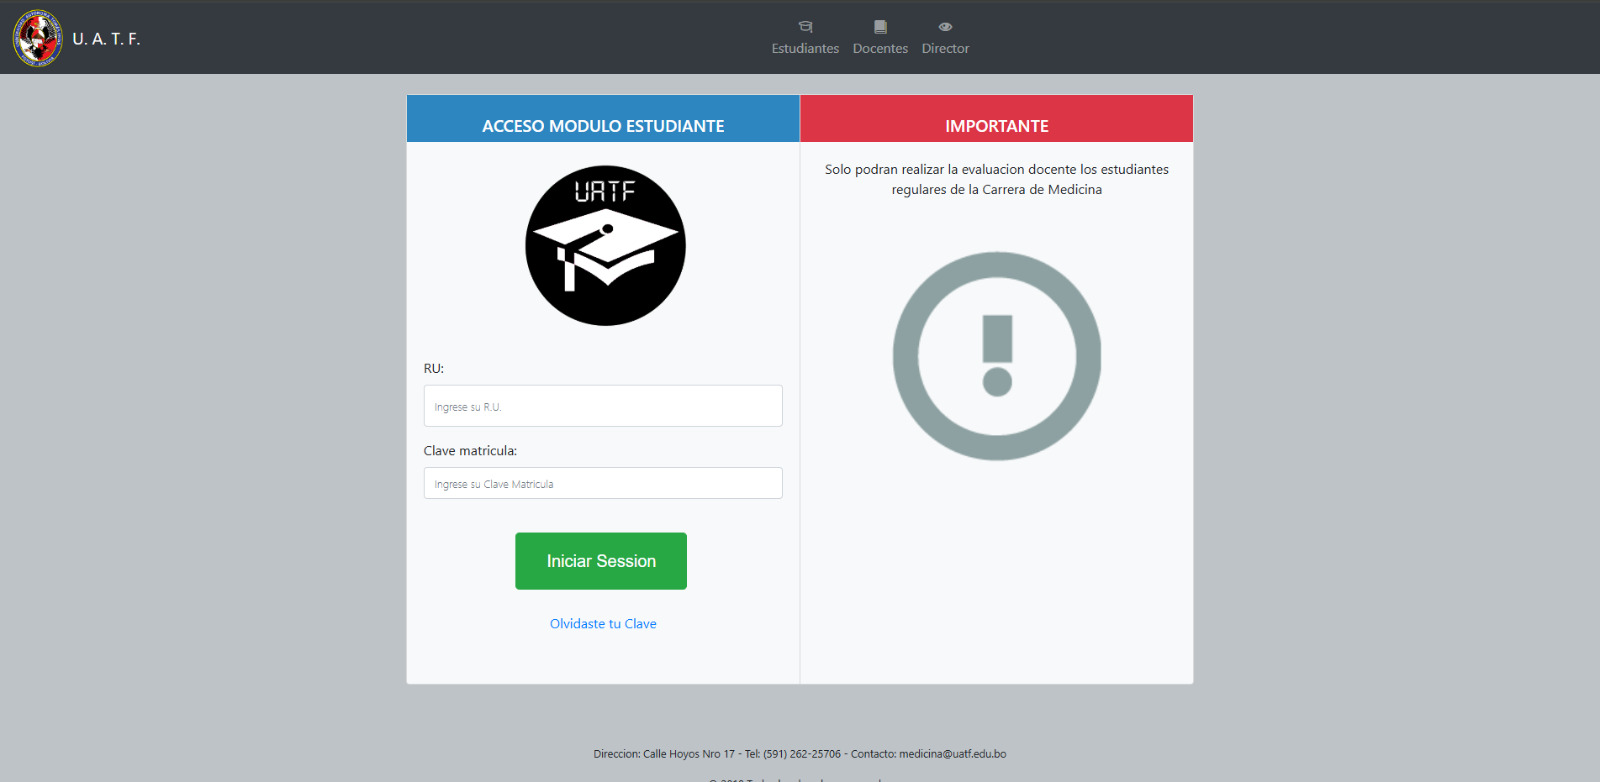 U. A. T. F.
Estudiantes
Docentes
Director
ACCESO MODULO ESTUDIANTE
UATF
RU:
Ingrese su R.U.
Clave matricula:
Ingrese su Clave Matricula
Iniciar Session
Olvidaste tu Clave
IMPORTANTE
Solo podran realizar la evaluacion docente los estudiantes
regulares de la Carrera de Medicina
Direccion: Calle Hoyos Nro 17 - Tel: (591) 262-25706 - Contacto: medicina@uatf.edu.bo